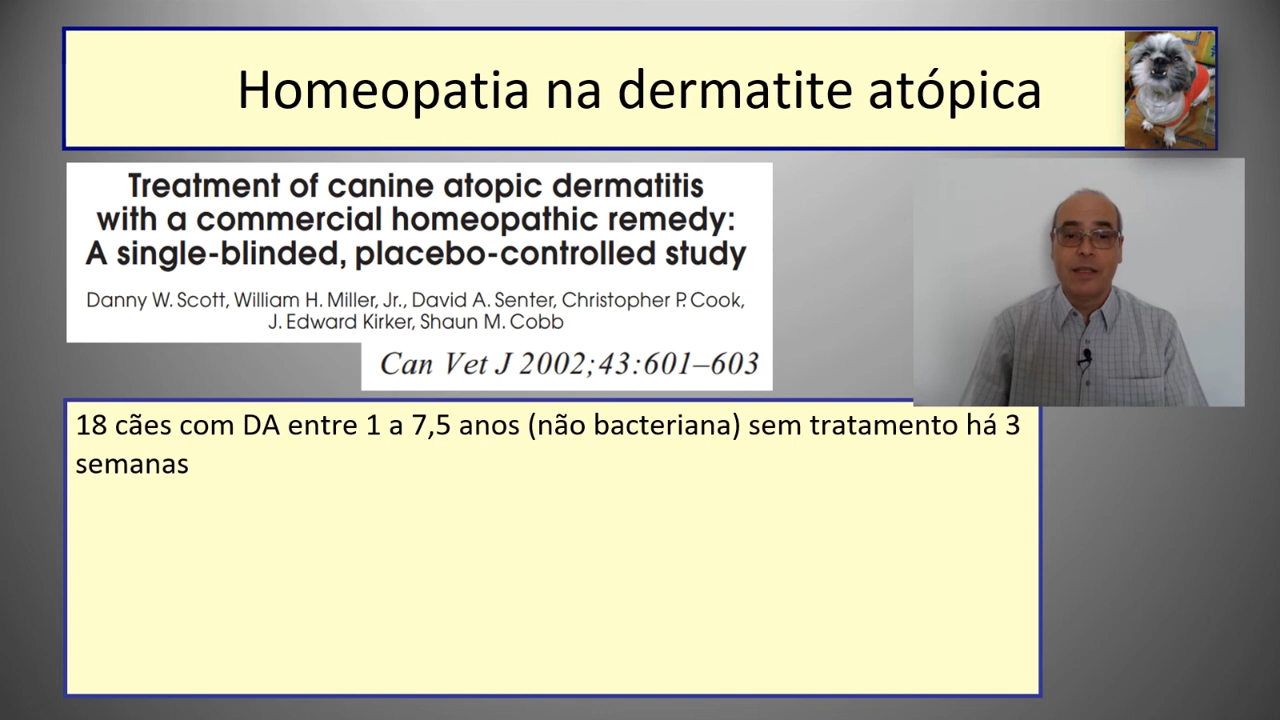 Homeopatia na dermatite atópica
Treatment of canine atopic dermatitis
with a commercial homeopathic remedy:
A single-blinded, placebo-controlled study
Danny W. Scott, William H. Miller, Jr., David A. Senter, Christopher P. Cook,
J. Edward Kirker, Shaun M. Cobb
Can Vet J 2002;43:601–603
18 cães com DA entre 1 a 7,5 anos (não bacteriana) sem tratamento há 3
semanas